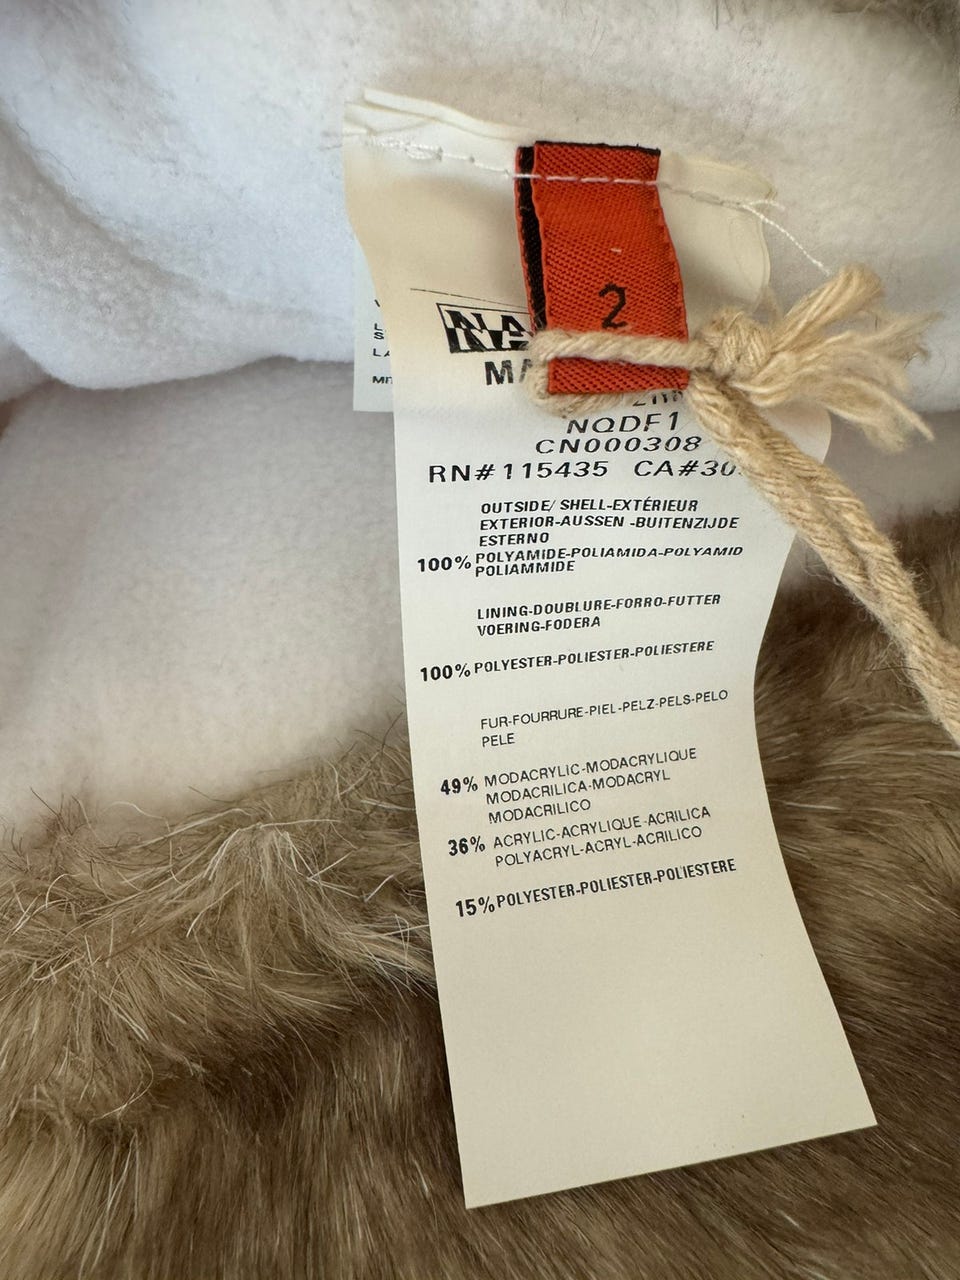 2
NQDF1
CN000308
RN#115435 CA#30
OUTSIDE/ SHELL-EXTÉRIEUR
EXTERIOR-AUSSEN -BUITENZIJDE
ESTERNO
100% POLYAMIDE-POLIAMIDA-POLYAMID
POLIAMMIDE
LINING-DOUBLURE-FORRO-FUTTER
VOERING-FODERA
100% POLYESTER-POLIESTER-POLIESTERE
FUR-FOURRURE-PIEL-PELZ-PELS-PELO
PELE
49% MODACRYLIC-MODACRYLIQUE
MODACRILICA-MODACRYL
MODACRILICO
36% ACRYLIC-ACRYLIQUE-ACRILICA
POLYACRYL-ACRYL-ACRILICO
15% POLYESTER-POLIESTER-POLIESTERE